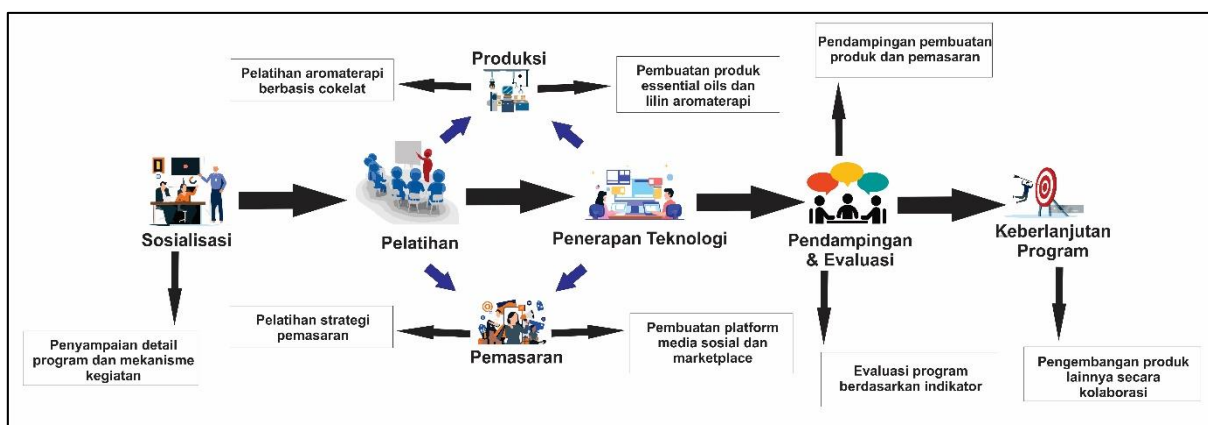 Produksi
Pelatihan aromaterapi
berbasis cokelat
Pembuatan produk
essential oils dan
lilin aromaterapi
Pendampingan pembuatan
produk dan pemasaran
Sosialisasi
Pelatihan
Penerapan Teknologi
Pendampingan
& Evaluasi
Keberlanjutan
Program
Penyampaian detail
program dan mekanisme
kegiatan
Pelatihan strategi
pemasaran
Pemasaran
Pembuatan platform
media sosial dan
marketplace
Evaluasi program
berdasarkan indikator
Pengembangan produk
lainnya secara
kolaborasi